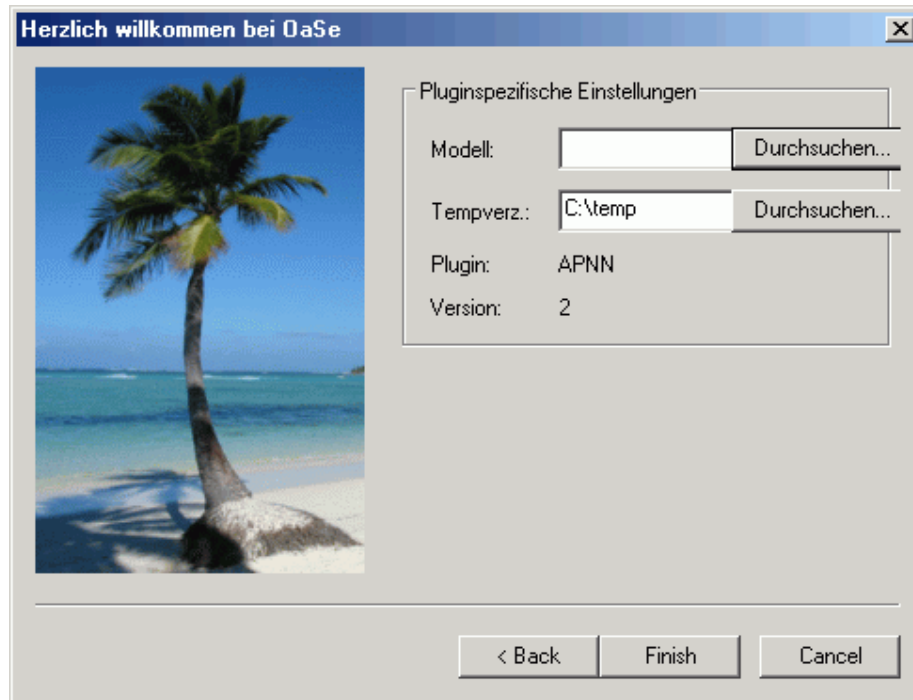 Herzlich willkommen bei OaSe
Pluginspezifische Einstellungen
Modell: Durchsuchen...
Tempverz.: C:\temp Durchsuchen...
Plugin: APNN
Version: 2
< Back Finish Cancel